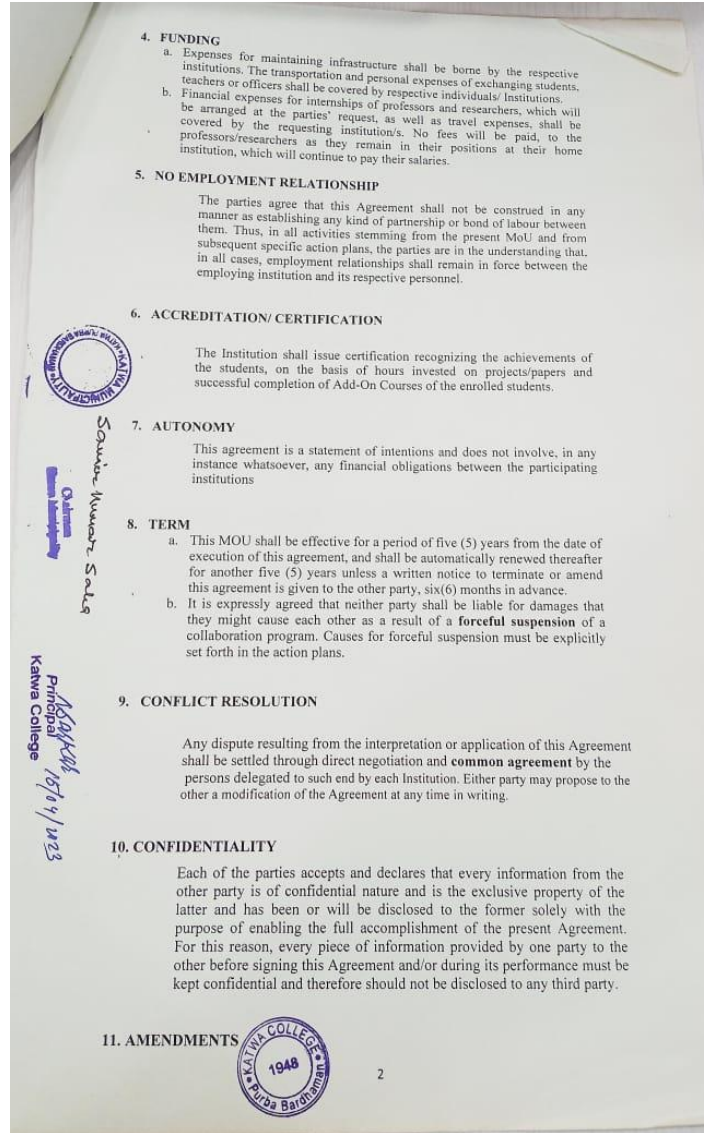 4. FUNDING
a. Expenses for maintaining infrastructure shall be borne by the respective
institutions. The transportation and personal expenses of exchanging students,
teachers or officers shall be covered by respective individuals/ Institutions.
b. Financial expenses for internships of professors and researchers, which will
be arranged at the parties' request, as well as travel expenses, shall be
covered by the requesting institution/s. No fees will be paid, to the
professors/researchers as they remain in their positions at their home
institution, which will continue to pay their salaries.
5. NO EMPLOYMENT RELATIONSHIP
The parties agree that this Agreement shall not be construed in any
manner as establishing any kind of partnership or bond of labour between
them. Thus, in all activities stemming from the present MoU and from
subsequent specific action plans, the parties are in the understanding that,
in all cases, employment relationships shall remain in force between the
employing institution and its respective personnel.
6. ACCREDITATION/ CERTIFICATION
KATWA MUNICIPALITY
The Institution shall issue certification recognizing the achievements of
the students, on the basis of hours invested on projects/papers and
successful completion of Add-On Courses of the enrolled students.
7. AUTONOMY
This agreement is a statement of intentions and does not involve, in any
instance whatsoever, any financial obligations between the participating
institutions
Chairman
Municipality
8. TERM
a. This MOU shall be effective for a period of five (5) years from the date of
execution of this agreement, and shall be automatically renewed thereafter
for another five (5) years unless a written notice to terminate or amend
this agreement is given to the other party, six(6) months in advance.
b. It is expressly agreed that neither party shall be liable for damages that
they might cause each other as a result of a forceful suspension of a
collaboration program. Causes for forceful suspension must be explicitly
set forth in the action plans.
15/04/2023
Principal
Katwa College
9. CONFLICT RESOLUTION
Any dispute resulting from the interpretation or application of this Agreement
shall be settled through direct negotiation and common agreement by the
persons delegated to such end by each Institution. Either party may propose to the
other a modification of the Agreement at any time in writing.
10. CONFIDENTIALITY
Each of the parties accepts and declares that every information from the
other party is of confidential nature and is the exclusive property of the
latter and has been or will be disclosed to the former solely with the
purpose of enabling the full accomplishment of the present Agreement.
For this reason, every piece of information provided by one party to the
other before signing this Agreement and/or during its performance must be
kept confidential and therefore should not be disclosed to any third party.
11. AMENDMENTS
KATWA COLLEGE
1948
Purba Bardhaman
2